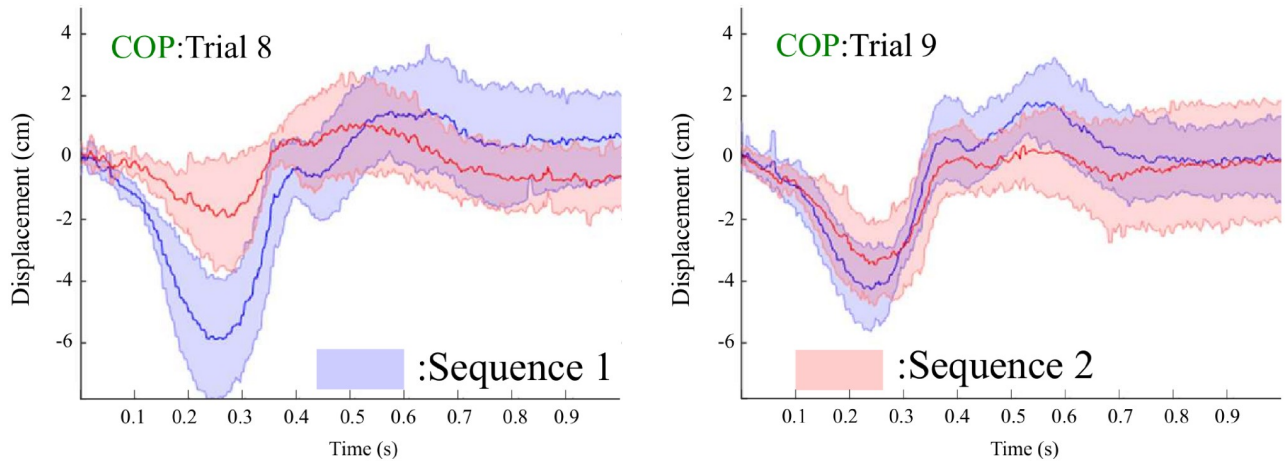 COP:Trial 8
Displacement (cm)
4
2
0
-2
-4
-6
0.1 0.2 0.3 0.4 0.5 0.6 0.7 0.8 0.9
Time (s)
:Sequence 1
COP:Trial 9
Displacement (cm)
4
2
0
-2
-4
-6
0.1 0.2 0.3 0.4 0.5 0.6 0.7 0.8 0.9
Time (s)
:Sequence 2